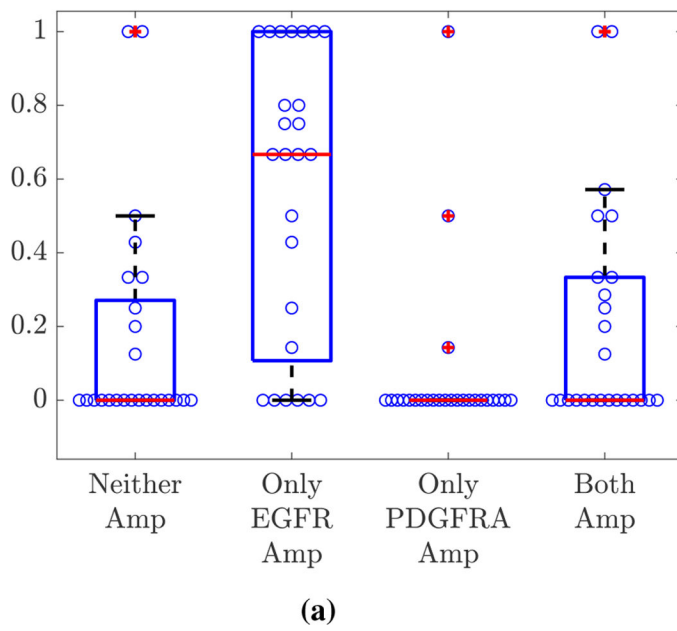 1
0.8
0.6
0.4
0.2
0
Neither
Amp
Only
EGFR
Amp
Only
PDGFRA
Amp
Both
Amp
(a)